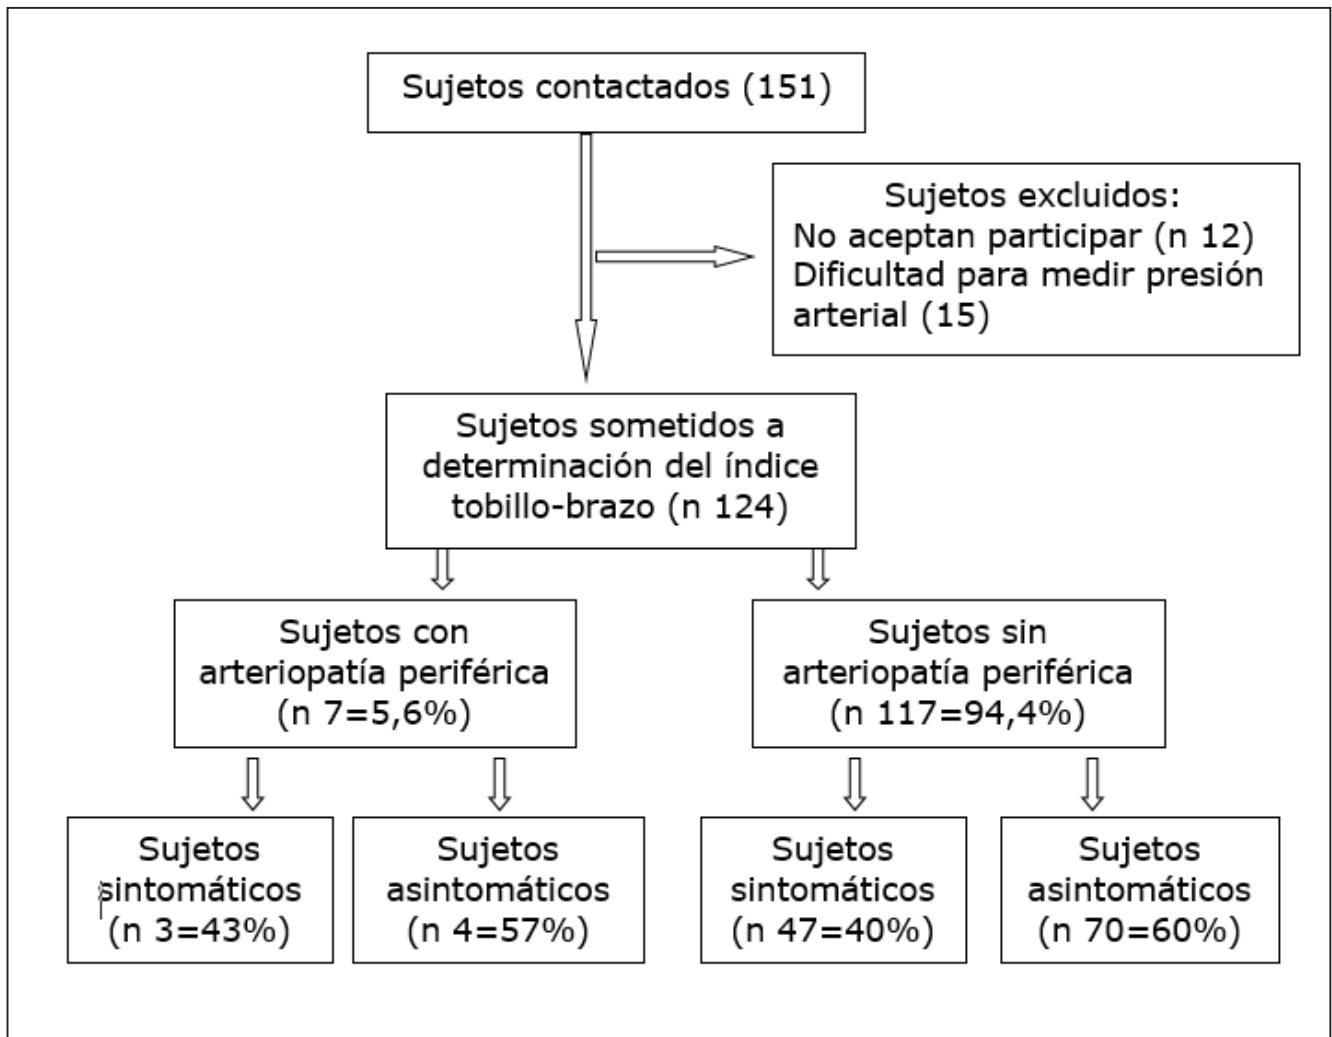 Sujetos contactados (151)
Sujetos excluidos:
No aceptan participar (n 12)
Dificultad para medir presión
arterial (15)
Sujetos sometidos a
determinación del índice
tobillo-brazo (n 124)
Sujetos con
arteriopatía periférica
(n 7=5,6%)
Sujetos sin
arteriopatía periférica
(n 117=94,4%)
Sujetos
sintomáticos
(n 3=43%)
Sujetos
asintomáticos
(n 4=57%)
Sujetos
sintomáticos
(n 47=40%)
Sujetos
asintomáticos
(n 70=60%)